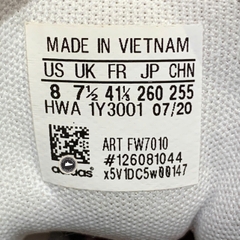 MADE IN VIETNAM
US UK FR JP CHN
8 7½ 41⅓ 260 255
HWA 1Y3001 07/20
ART FW7010
#126081044
adidas x5V1DC5w00147